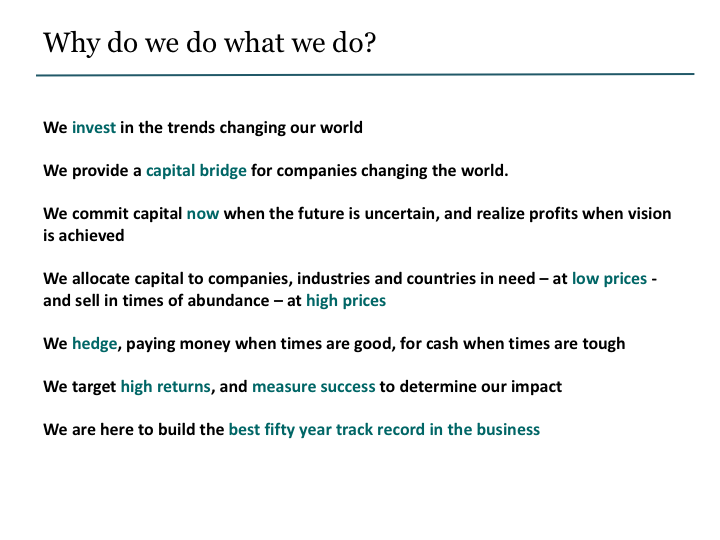 Why do we do what we do?
We invest in the trends changing our world
We provide a capital bridge for companies changing the world.
We commit capital now when the future is uncertain, and realize profits when vision
is achieved
We allocate capital to companies, industries and countries in need – at low prices -
and sell in times of abundance – at high prices
We hedge, paying money when times are good, for cash when times are tough
We target high returns, and measure success to determine our impact
We are here to build the best fifty year track record in the business